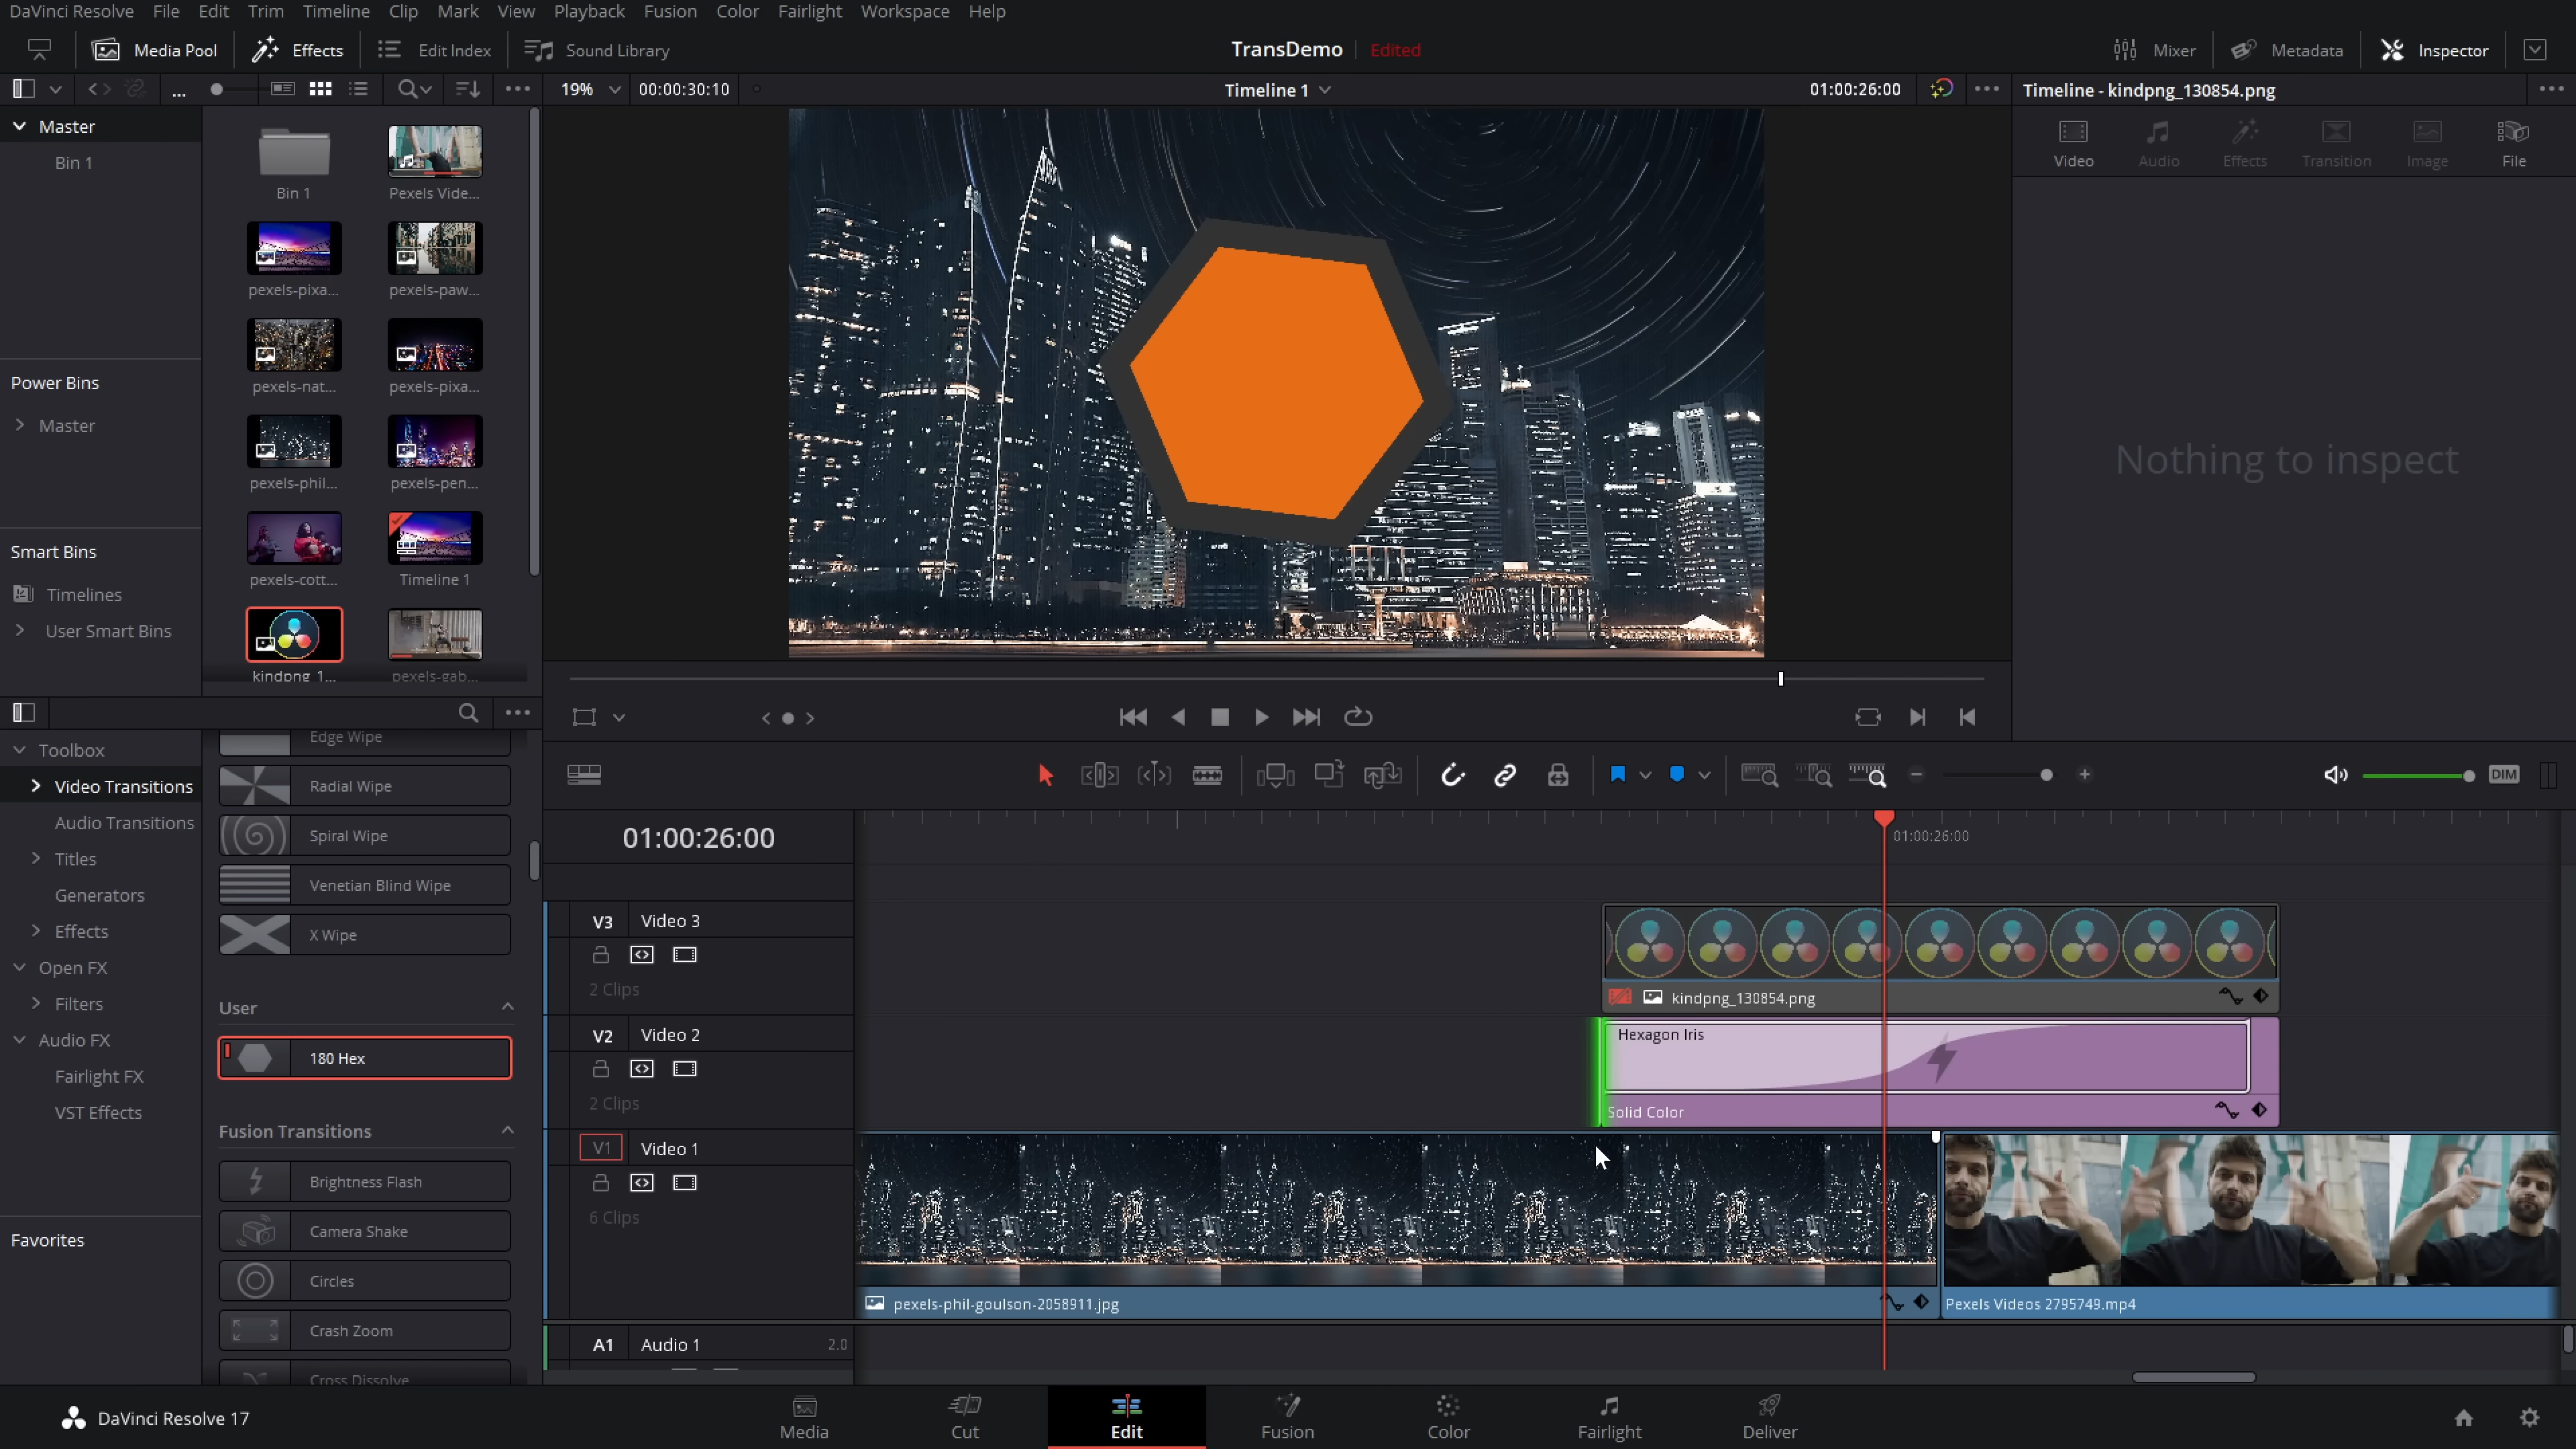 DaVinci Resolve File Edit Trim Timeline Clip Mark View Playback Fusion Color Fairlight Workspace Help
Media Pool Effects Edit Index Sound Library TransDemo Edited Mixer Metadata Inspector
... 19% 00:00:30:10 Timeline 1 01:00:26:00 Timeline - kindpng_130854.png
Master
Bin 1
Bin 1 Pexels Vide...
Video Audio Effects Transition Image File
pexels-pixa... pexels-paw...
pexels-nat... pexels-pixa...
Power Bins
Master
pexels-phil... pexels-pen...
Nothing to inspect
Smart Bins
Timelines
User Smart Bins
pexels-cott... Timeline 1
kindpng_1... pexels-gab...
Toolbox
Video Transitions
Audio Transitions
Titles
Generators
Effects
Open FX
Filters
Audio FX
Fairlight FX
VST Effects
Favorites
Edge Wipe
Radial Wipe
Spiral Wipe
Venetian Blind Wipe
X Wipe
User
180 Hex
Fusion Transitions
Brightness Flash
Camera Shake
Circles
Crash Zoom
Cross Dissolve
DIM
01:00:26:00
01:00:26:00
V3 Video 3
2 Clips
kindpng_130854.png
V2 Video 2
2 Clips
Hexagon Iris
Solid Color
V1 Video 1
6 Clips
pexels-phil-goulson-2058911.jpg
Pexels Videos 2795749.mp4
A1 Audio 1 2.0
DaVinci Resolve 17
Media Cut Edit Fusion Color Fairlight Deliver